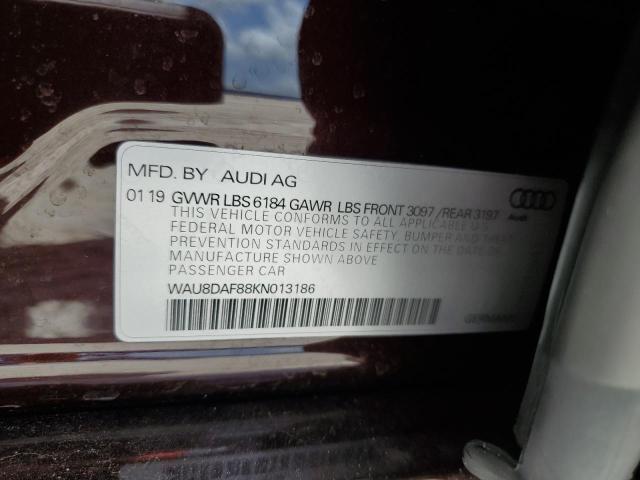 MFD. BY AUDI AG
01 19 GVWR LBS 6184 GAWR LBS FRONT 3097 /REAR 3197
THIS VEHICLE CONFORMS TO ALL APPLICABLE U.S.
FEDERAL MOTOR VEHICLE SAFETY, BUMPER AND THEFT
PREVENTION STANDARDS IN EFFECT ON THE DATE OF
MANUFACTURE SHOWN ABOVE
PASSENGER CAR
WAU8DAF88KN013186
Audi
GERMANY